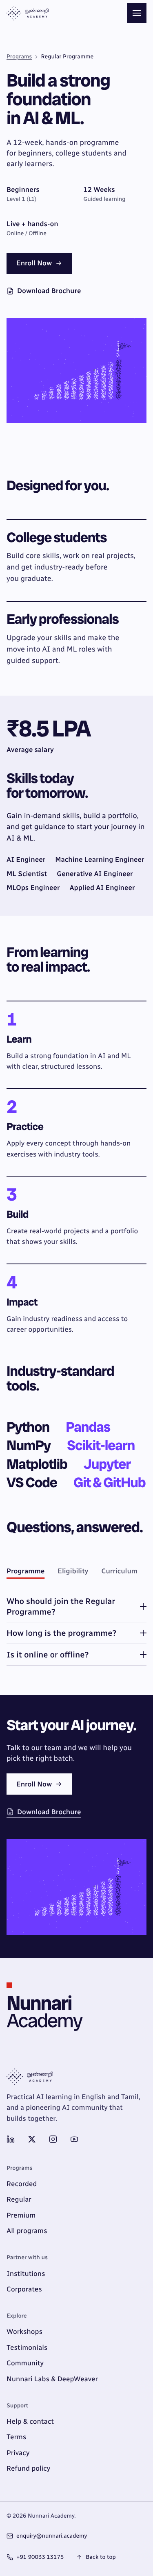 நுண்ணறி
ACADEMY
Programs > Regular Programme
Build a strong
foundation
in AI & ML.
A 12-week, hands-on programme
for beginners, college students and
early learners.
Beginners
Level 1 (L1)
12 Weeks
Guided learning
Live + hands-on
Online / Offline
Enroll Now →
Download Brochure
Designed for you.
College students
Build core skills, work on real projects,
and get industry-ready before
you graduate.
Early professionals
Upgrade your skills and make the
move into AI and ML roles with
guided support.
₹8.5 LPA
Average salary
Skills today
for tomorrow.
Gain in-demand skills, build a portfolio,
and get guidance to start your journey in
AI & ML.
AI Engineer Machine Learning Engineer
ML Scientist Generative AI Engineer
MLOps Engineer Applied AI Engineer
From learning
to real impact.
1
Learn
Build a strong foundation in AI and ML
with clear, structured lessons.
2
Practice
Apply every concept through hands-on
exercises with industry tools.
3
Build
Create real-world projects and a portfolio
that shows your skills.
4
Impact
Gain industry readiness and access to
career opportunities.
Industry-standard
tools.
Python Pandas
NumPy Scikit-learn
Matplotlib Jupyter
VS Code Git & GitHub
Questions, answered.
Programme Eligibility Curriculum
Who should join the Regular
Programme?
How long is the programme?
Is it online or offline?
Start your AI journey.
Talk to our team and we will help you
pick the right batch.
Enroll Now →
Download Brochure
Nunnari
Academy
நுண்ணறி
ACADEMY
Practical AI learning in English and Tamil,
and a pioneering AI community that
builds together.
Programs
Recorded
Regular
Premium
All programs
Partner with us
Institutions
Corporates
Explore
Workshops
Testimonials
Community
Nunnari Labs & DeepWeaver
Support
Help & contact
Terms
Privacy
Refund policy
© 2026 Nunnari Academy.
enquiry@nunnari.academy
+91 90033 13175 ↑ Back to top